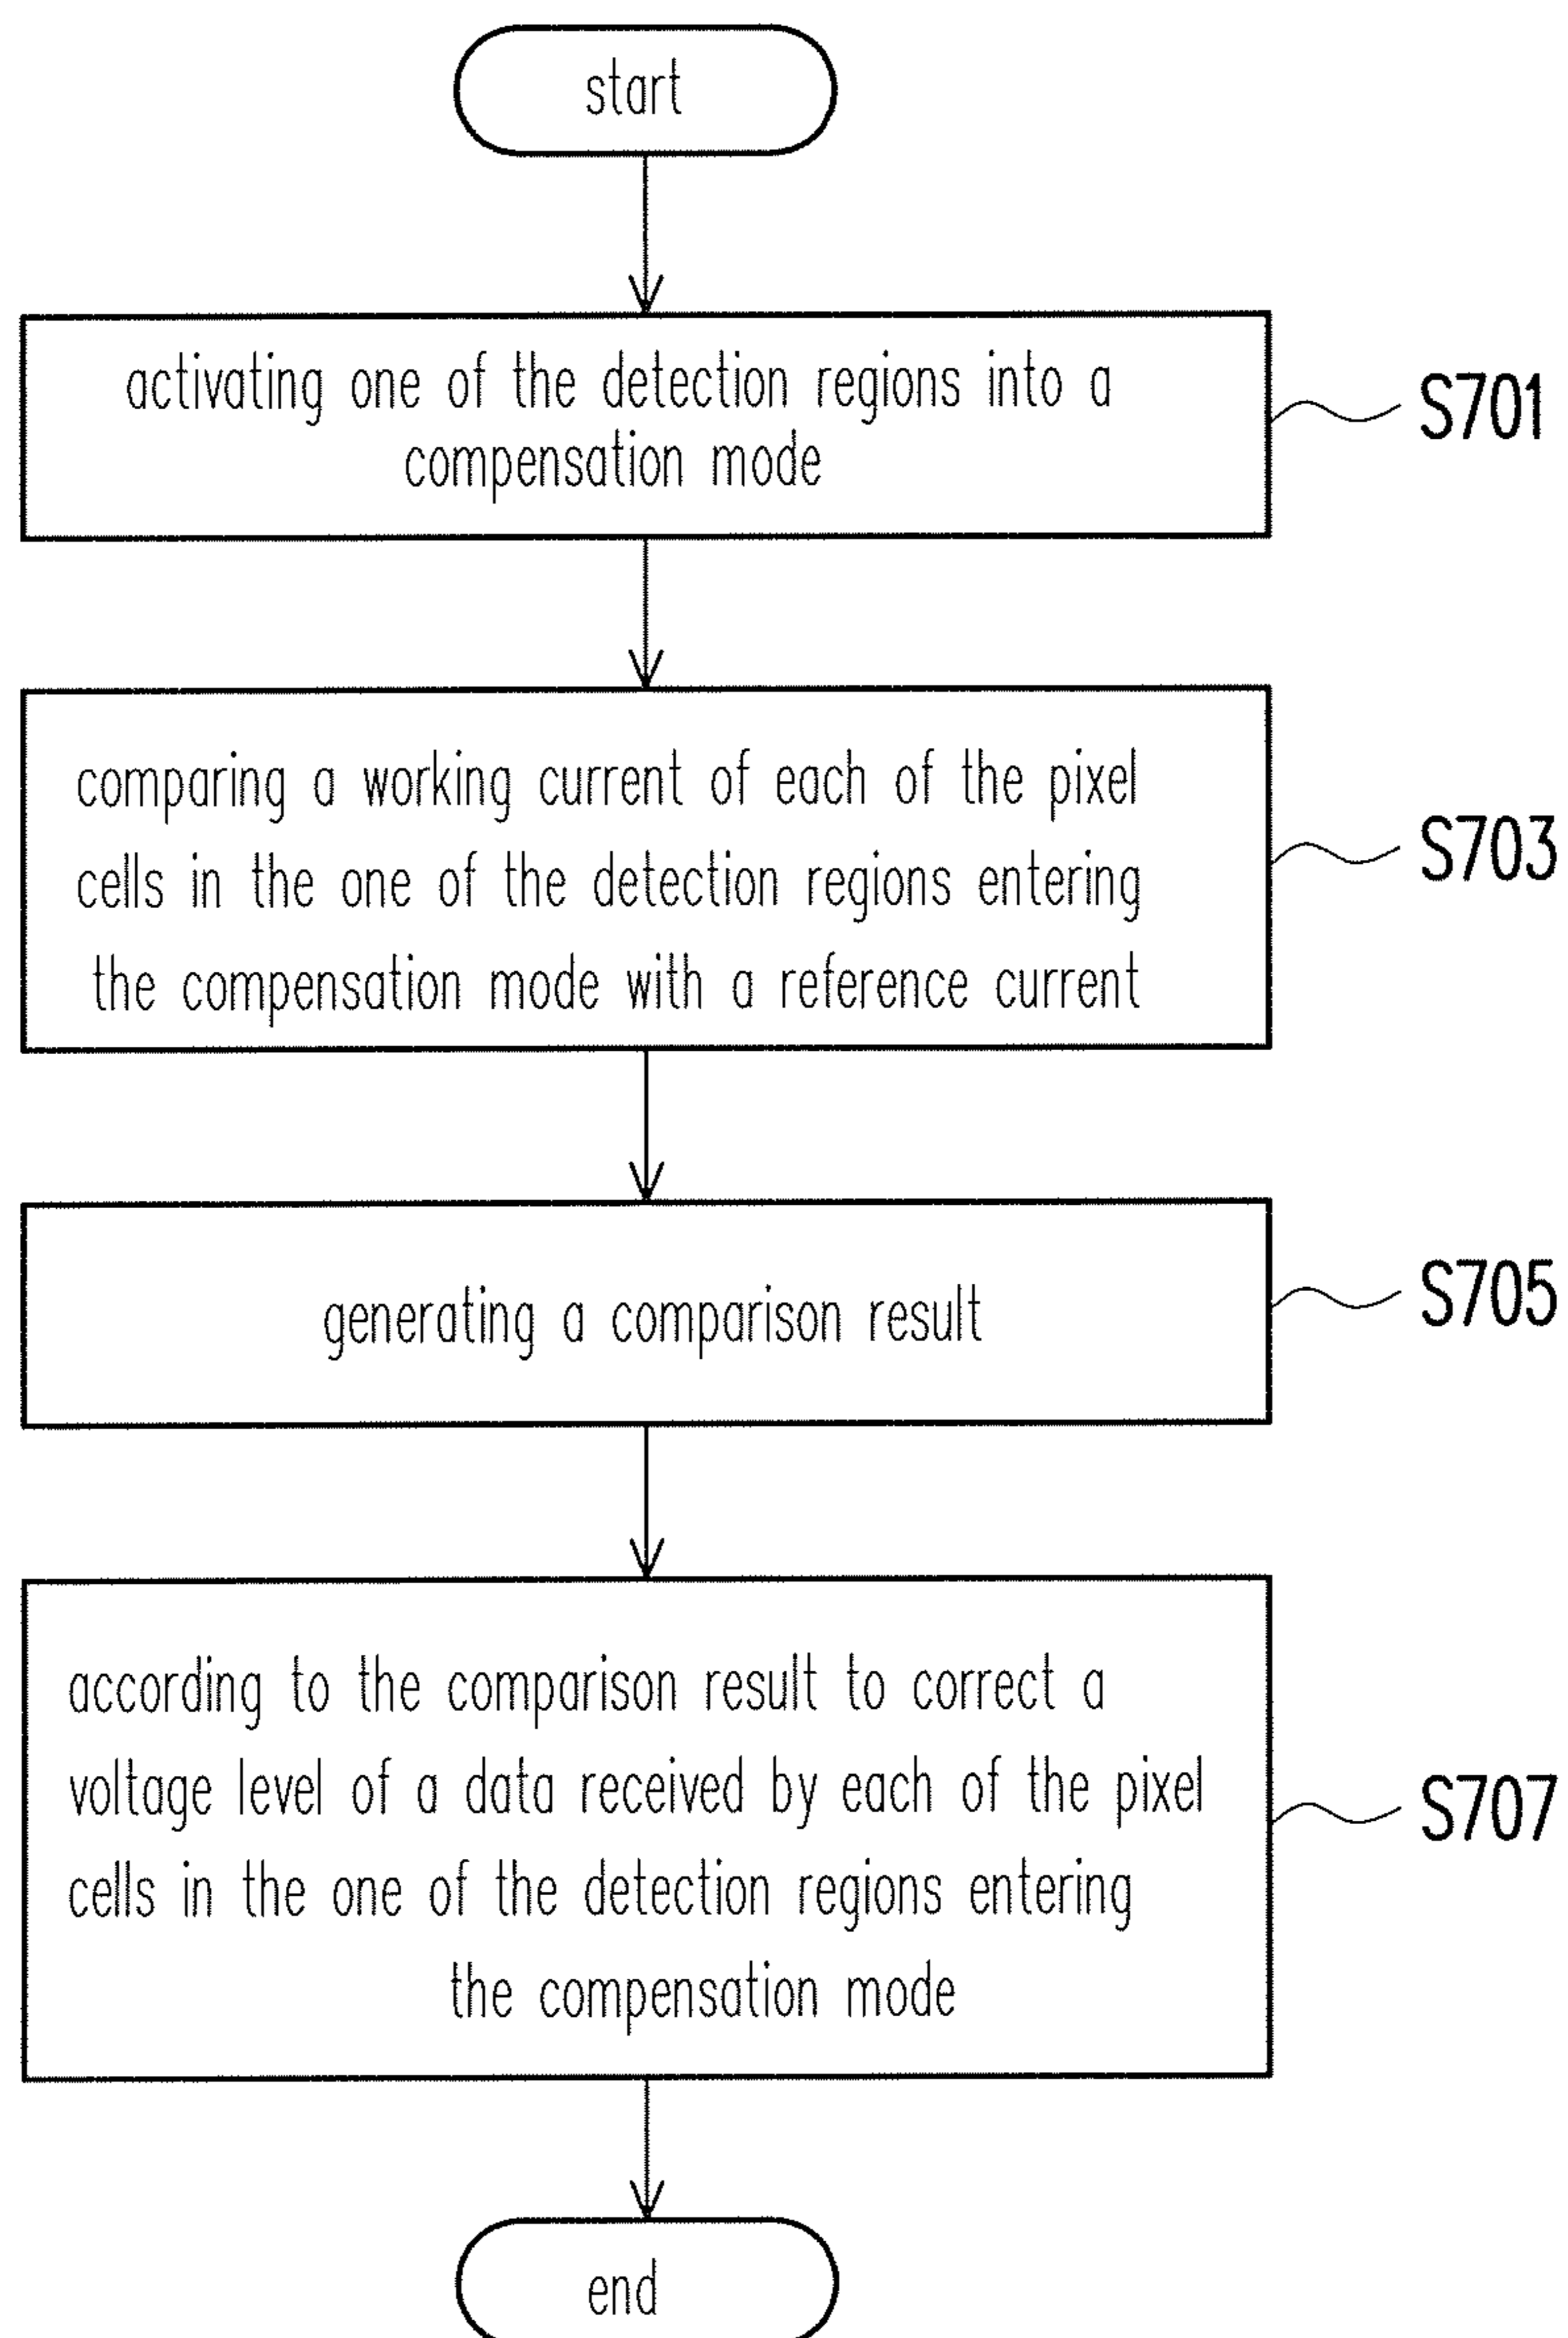 start
activating one of the detection regions into a
compensation mode
S701
comparing a working current of each of the pixel
cells in the one of the detection regions entering
the compensation mode with a reference current
S703
generating a comparison result
S705
according to the comparison result to correct a
voltage level of a data received by each of the pixel
cells in the one of the detection regions entering
the compensation mode
S707
end